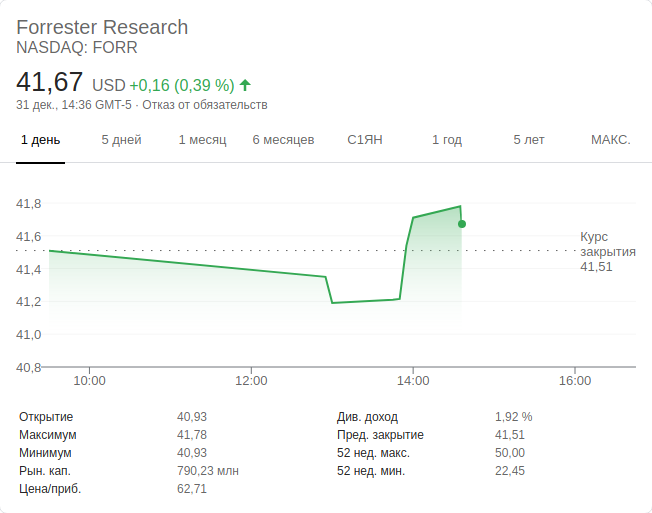 Forrester Research
NASDAQ: FORR
41,67 USD +0,16 (0,39 %)
31 дек., 14:36 GMT-5 · Отказ от обязательств
1 день 5 дней 1 месяц 6 месяцев С1ЯН 1 год 5 лет МАКС.
41,8
41,6
41,4
41,2
41,0
40,8
Курс
закрытия
41,51
10:00 12:00 14:00 16:00
Открытие 40,93 Див. доход 1,92 %
Максимум 41,78 Пред. закрытие 41,51
Минимум 40,93 52 нед. макс. 50,00
Рын. кап. 790,23 млн 52 нед. мин. 22,45
Цена/приб. 62,71